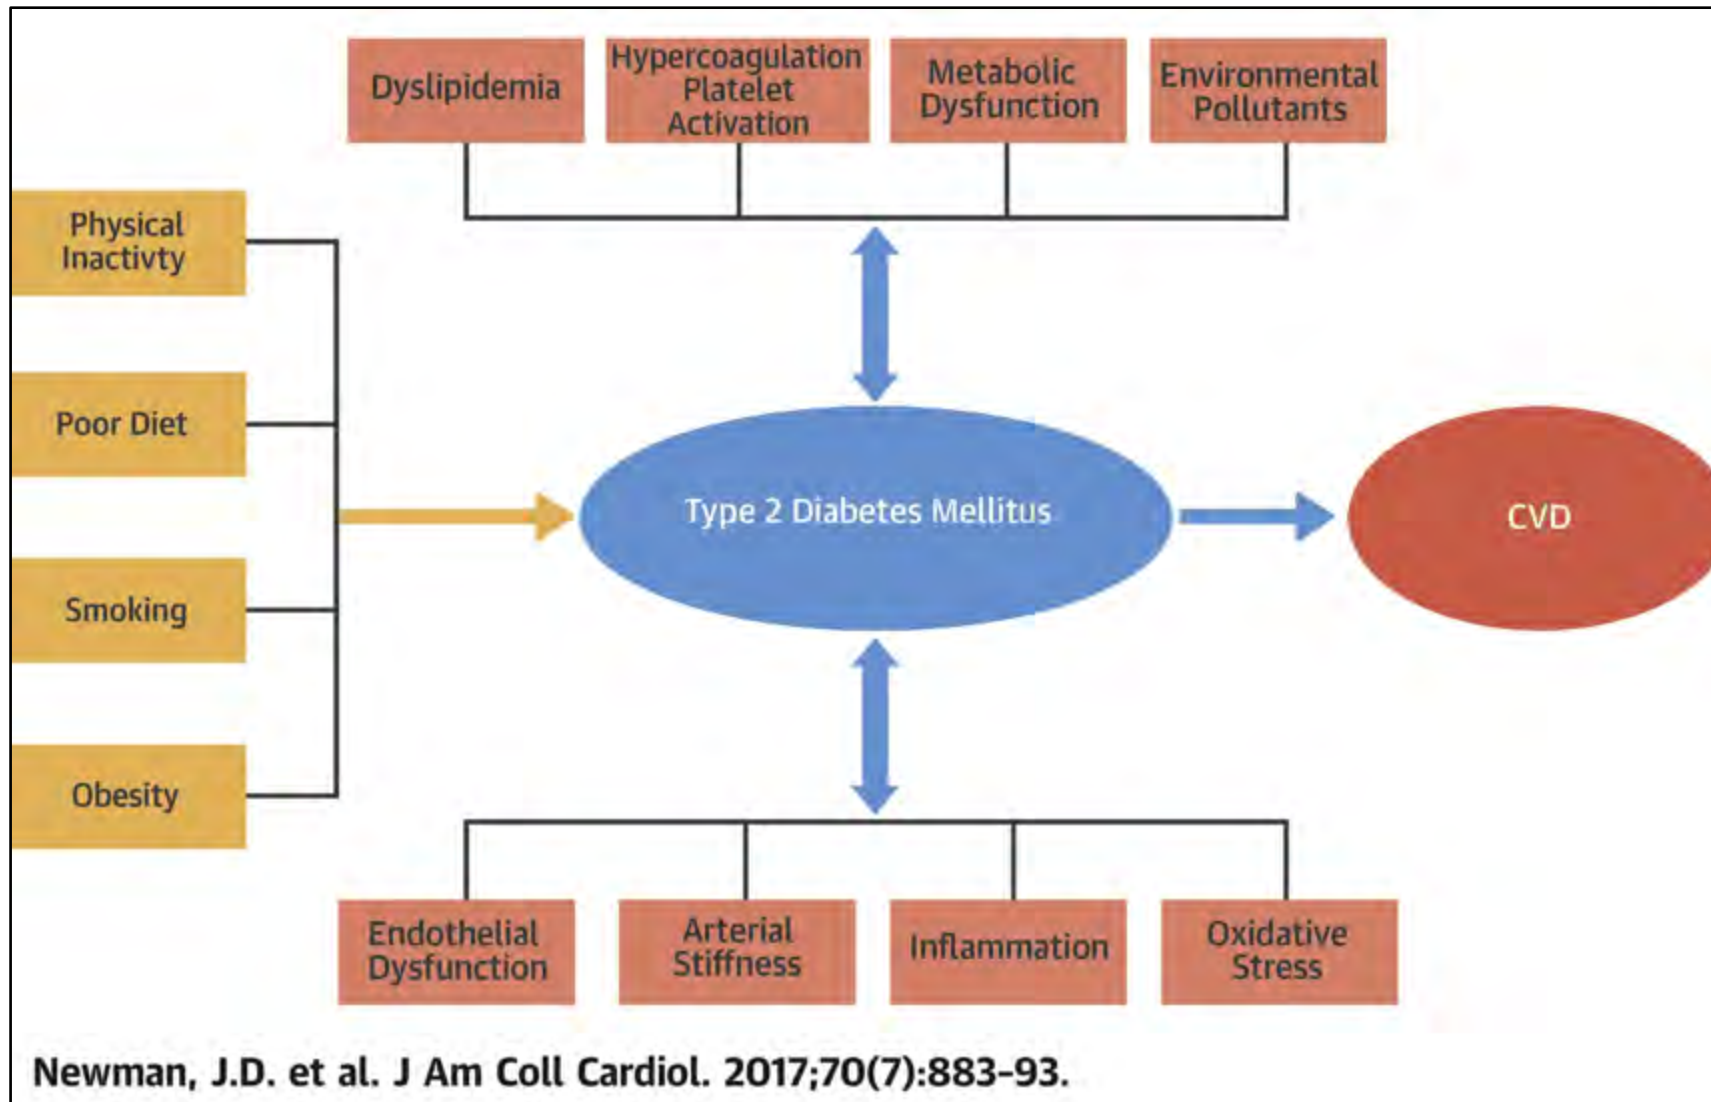 Dyslipidemia
Hypercoagulation
Platelet
Activation
Metabolic
Dysfunction
Environmental
Pollutants
Physical
Inactivty
Poor Diet
Smoking
Obesity
Type 2 Diabetes Mellitus
CVD
Endothelial
Dysfunction
Arterial
Stiffness
Inflammation
Oxidative
Stress
Newman, J.D. et al. J Am Coll Cardiol. 2017;70(7):883-93.